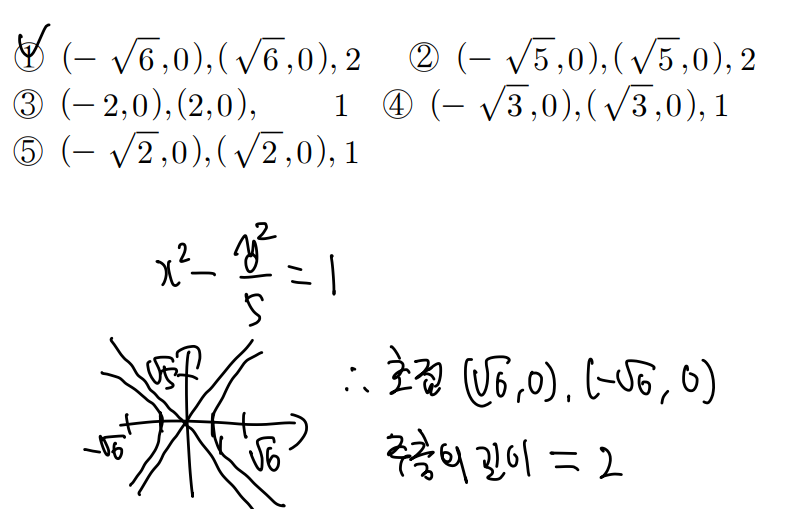 ① (−√6,0),(√6,0),2 ② (−√5,0),(√5,0),2
③ (−2,0),(2,0), 1 ④ (−√3,0),(√3,0),1
⑤ (−√2,0),(√2,0),1
x² − y²/5 = 1
√5
−√6 √6
∴ 초점 (√6,0), (−√6,0)
주축의 길이 = 2